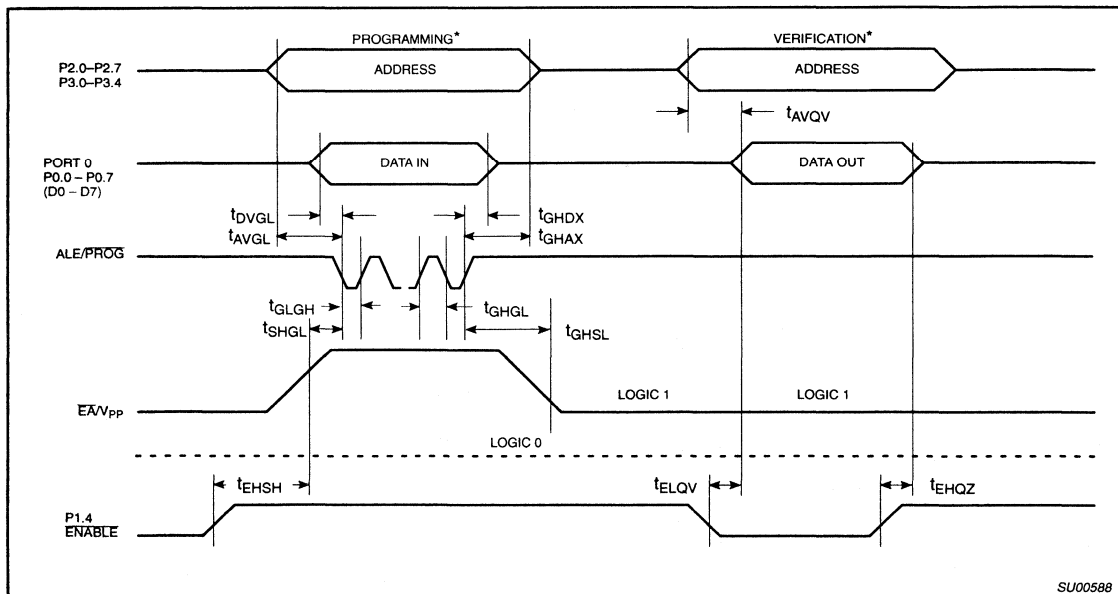 PROGRAMMING*
VERIFICATION*
P2.0–P2.7
P3.0–P3.4
ADDRESS
ADDRESS
tAVQV
PORT 0
P0.0 – P0.7
(D0 – D7)
DATA IN
DATA OUT
tDVGL
tGHDX
tAVGL
tGHAX
ALE/PROG
tGLGH
tGHGL
tSHGL
tGHSL
EA/VPP
LOGIC 1
LOGIC 1
LOGIC 0
tEHSH
tELQV
tEHQZ
P1.4
ENABLE
SU00588